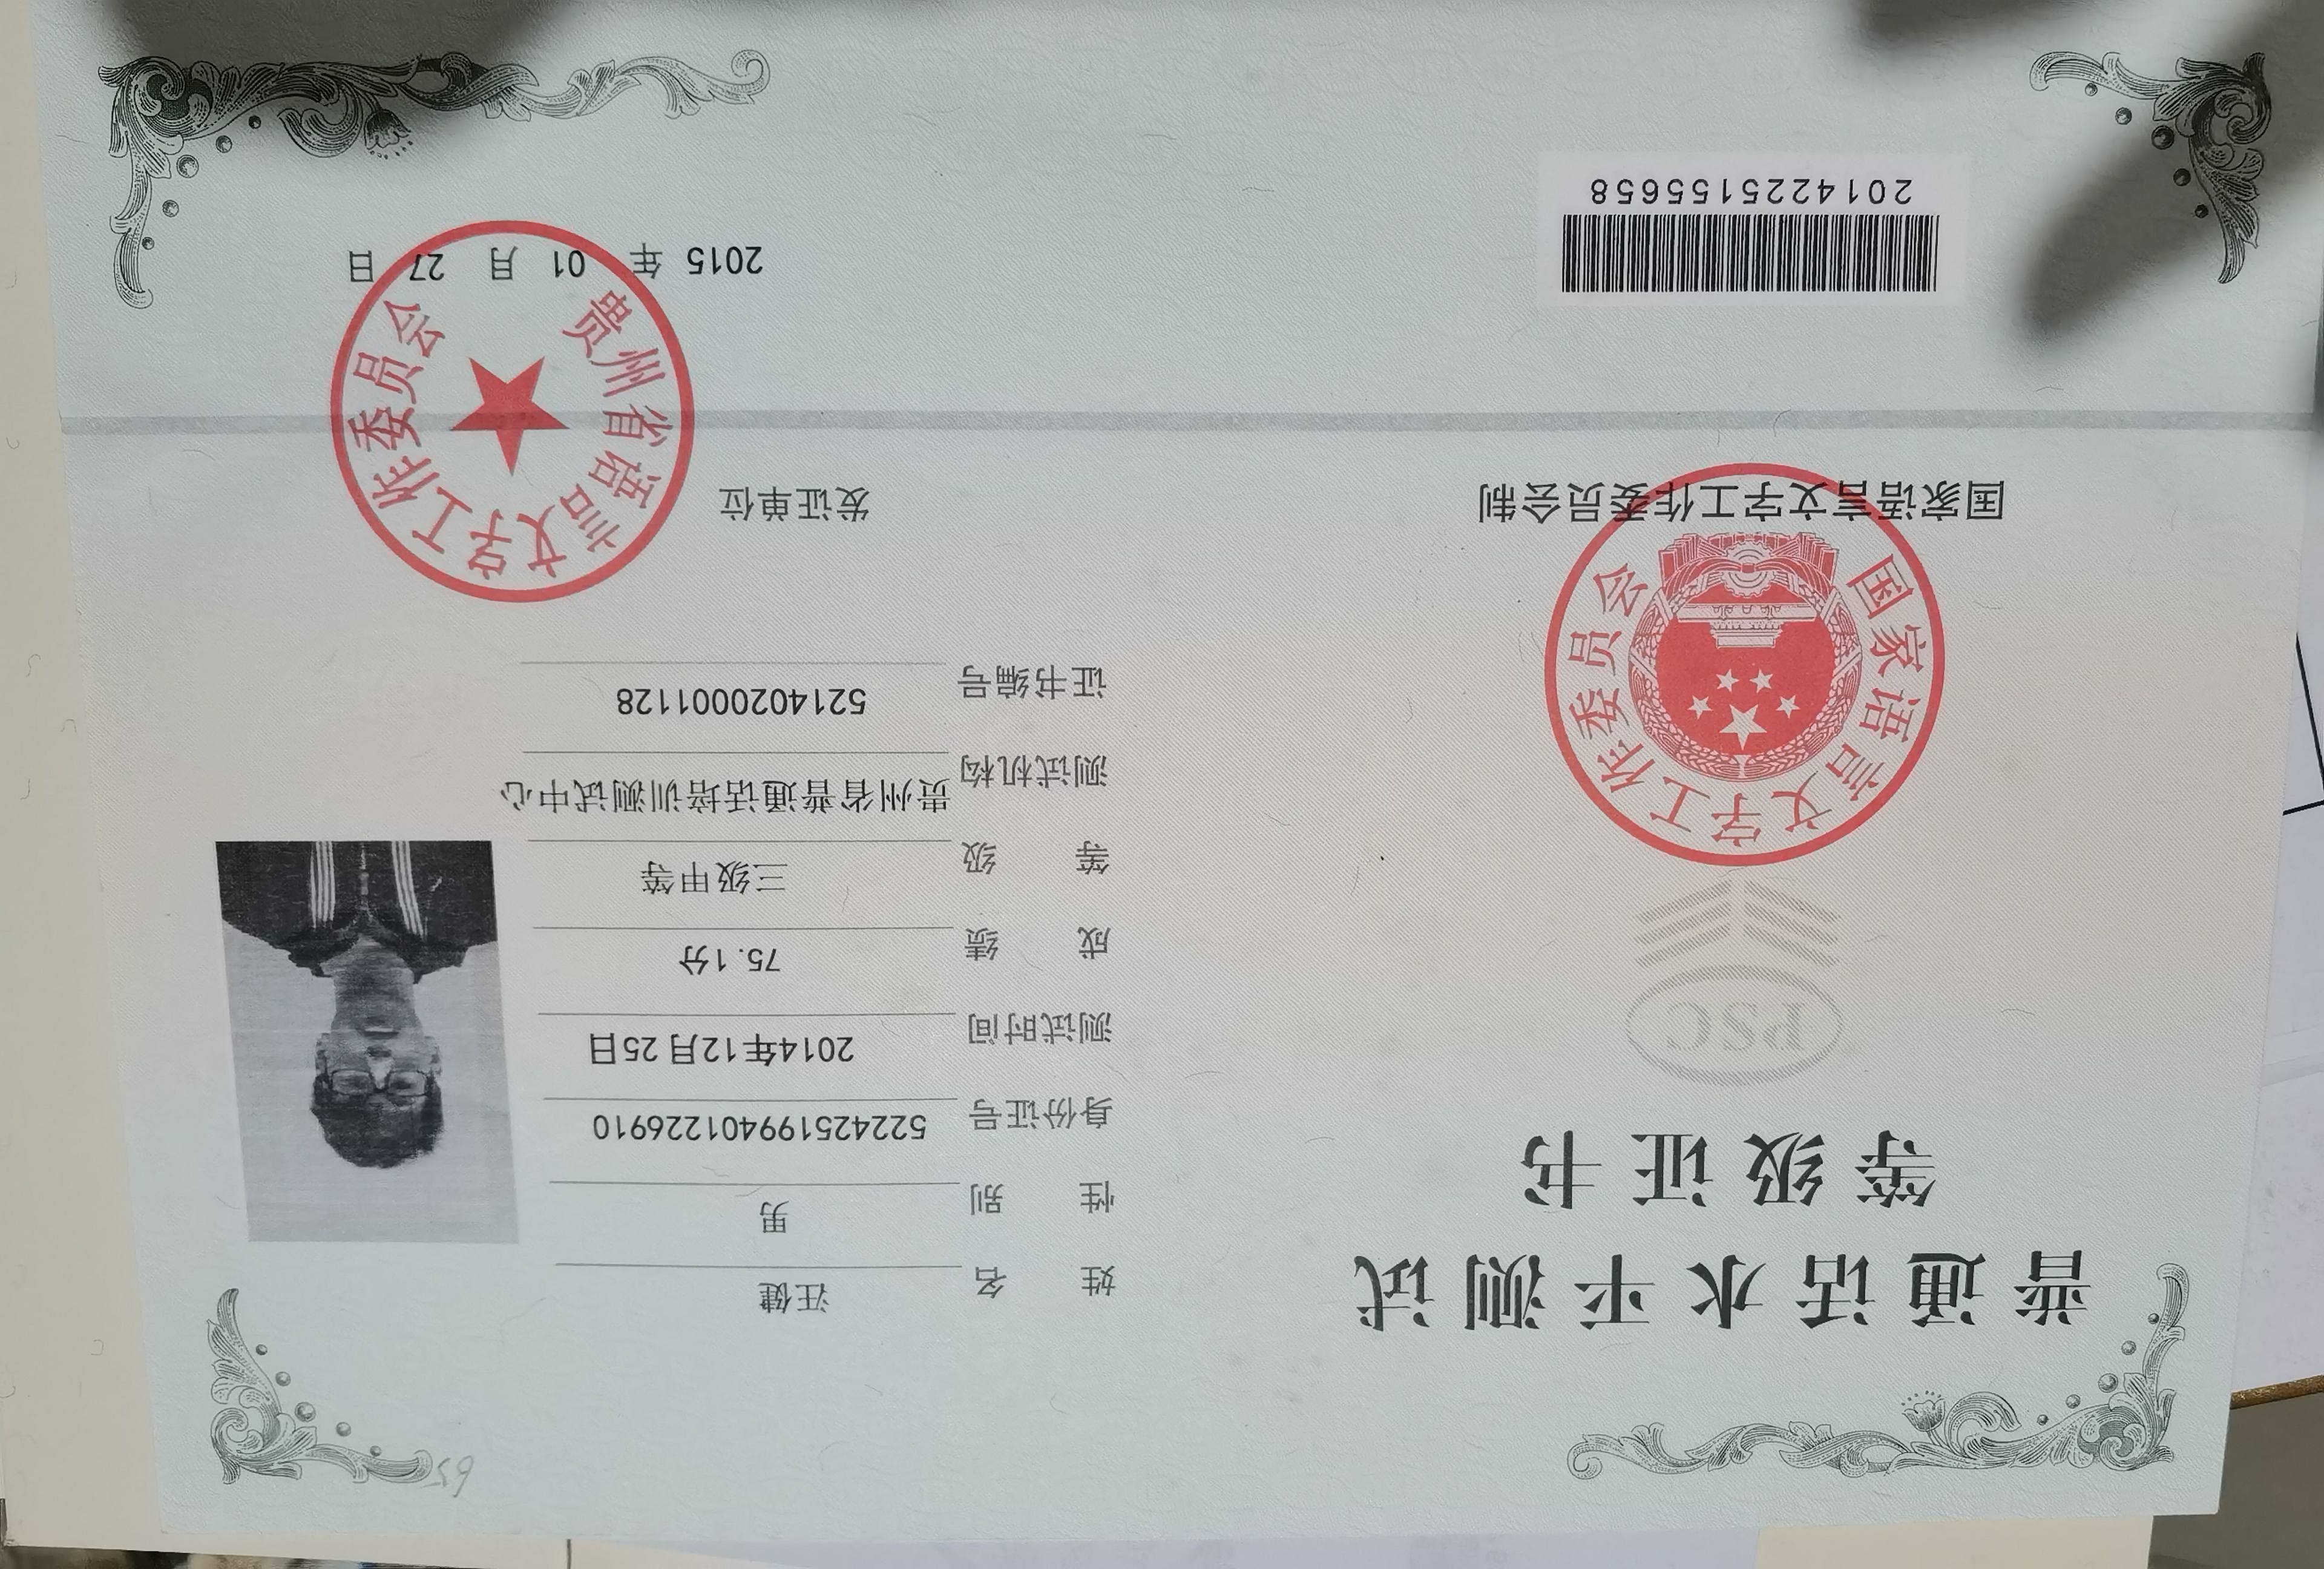 普通话水平测试
等级证书
PSC
国家语言文字工作委员会
国家语言文字工作委员会制
2014225155658
65
姓 名 汪健
性 别 男
身份证号 522425199401226910
测试时间 2014年12月25日
成 绩 75.1分
等 级 三级甲等
测试机构 贵州省普通话培训测试中心
证书编号 5214020001128
发证单位
贵州省语言文字工作委员会
2015 年 01 月 27 日